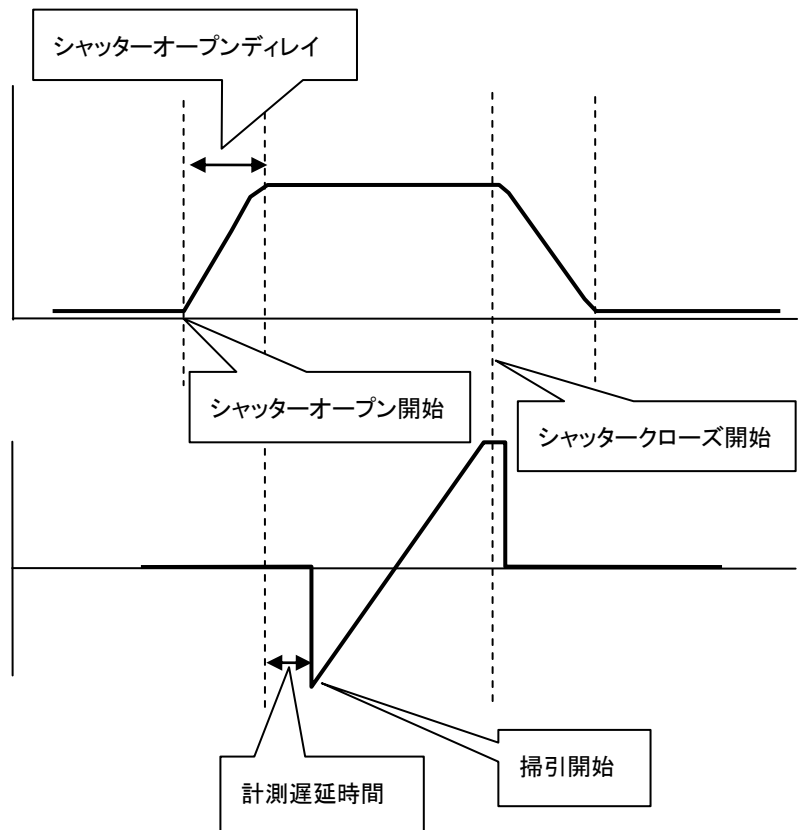 シャッターオープンディレイ
シャッターオープン開始
シャッタークローズ開始
掃引開始
計測遅延時間